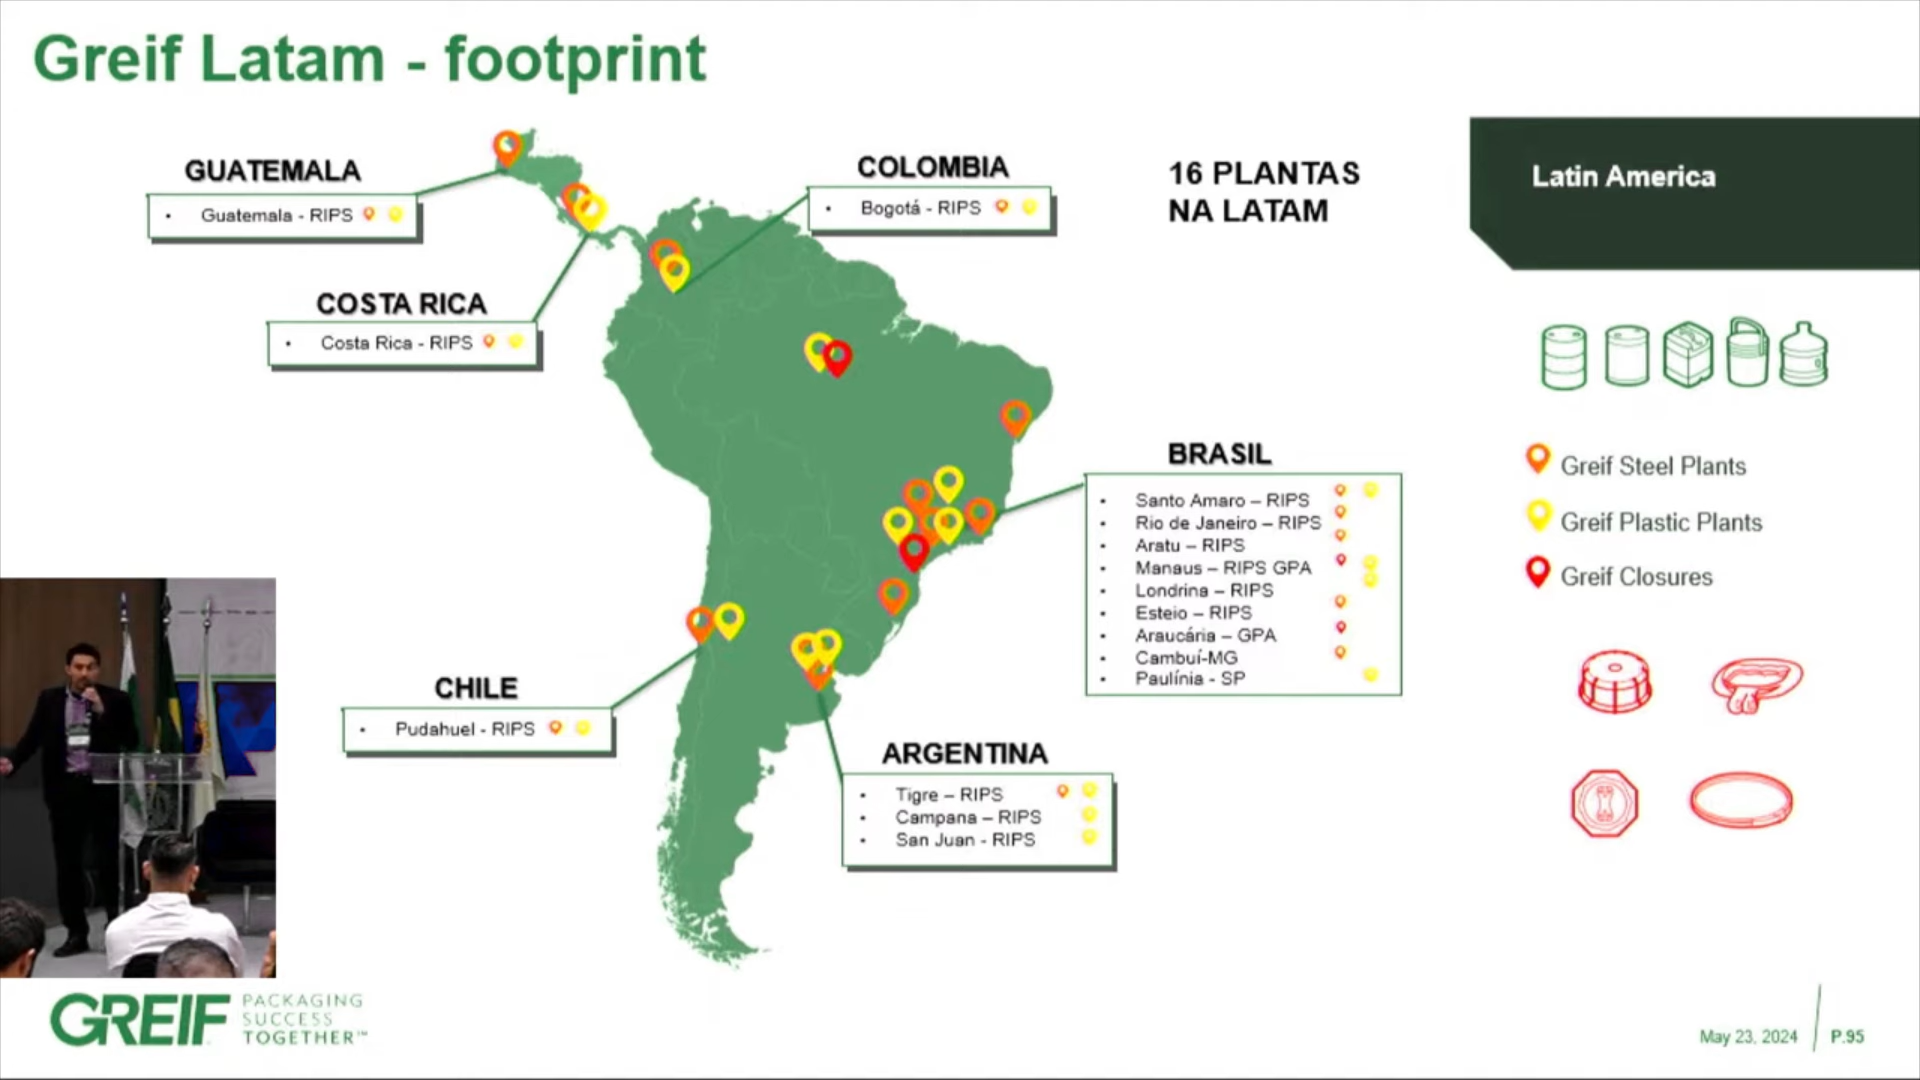 Greif Latam - footprint
GUATEMALA
• Guatemala - RIPS
COSTA RICA
• Costa Rica - RIPS
COLOMBIA
• Bogotá - RIPS
16 PLANTAS
NA LATAM
Latin America
Greif Steel Plants
Greif Plastic Plants
Greif Closures
BRASIL
• Santo Amaro – RIPS
• Rio de Janeiro – RIPS
• Aratu – RIPS
• Manaus – RIPS GPA
• Londrina – RIPS
• Esteio – RIPS
• Araucária – GPA
• Cambuí-MG
• Paulínia - SP
CHILE
• Pudahuel - RIPS
ARGENTINA
• Tigre – RIPS
• Campana – RIPS
• San Juan - RIPS
GREIF
PACKAGING
SUCCESS
TOGETHER™
May 23, 2024
P.95